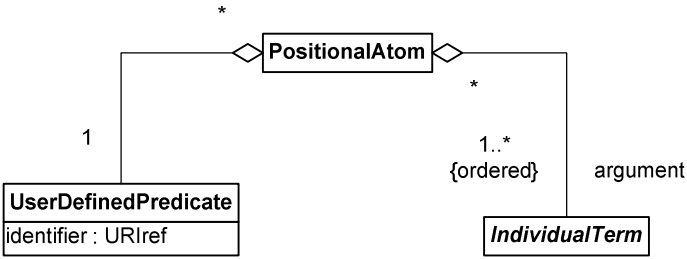 *
PositionalAtom
*
1
1..*
{ordered}
argument
UserDefinedPredicate
identifier : URIref
IndividualTerm